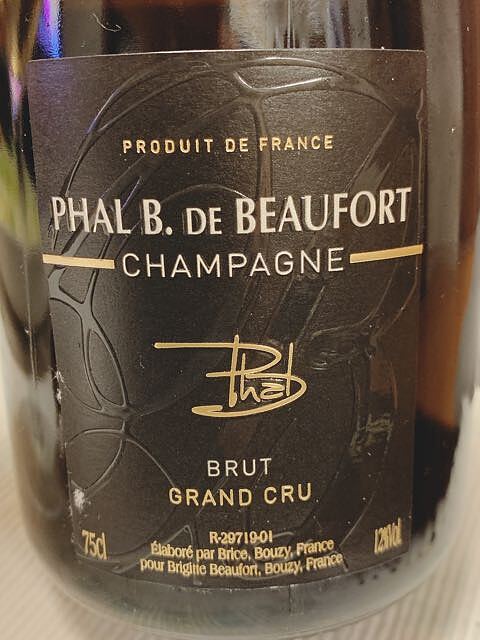 PRODUIT DE FRANCE
PHAL B. DE BEAUFORT
CHAMPAGNE
Phal B
BRUT
GRAND CRU
R-29719-01
75cl
Élaboré par Brice, Bouzy, France
12%Vol
pour Brigitte Beaufort, Bouzy, France